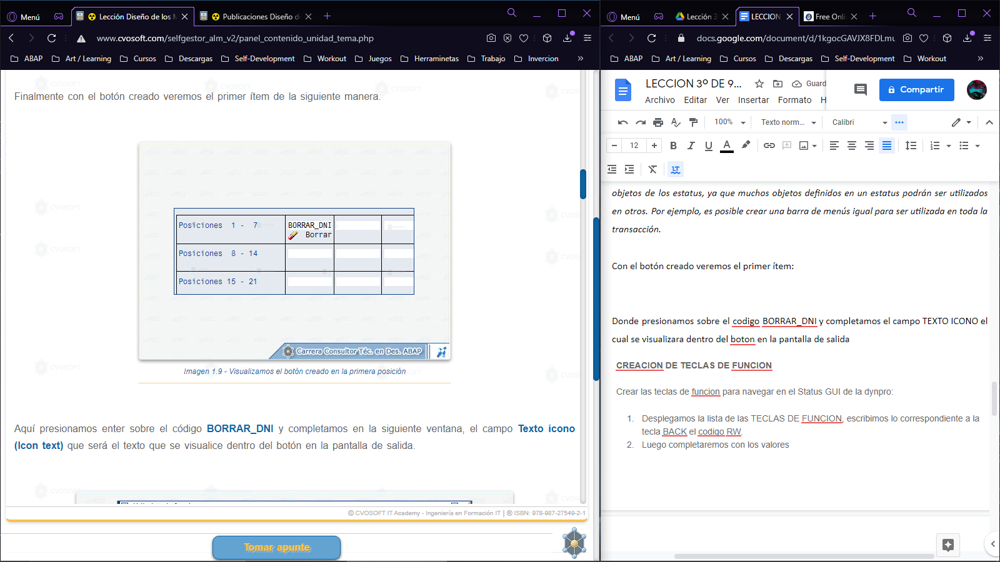 Menú
Lección Diseño de los M
Publicaciones Diseño d
www.cvosoft.com/selfgestor_alm_v2/panel_contenido_unidad_tema.php
ABAP
Art / Learning
Cursos
Descargas
Self-Development
Workout
Juegos
Herraminetas
Trabajo
Invercion
»
Finalmente con el botón creado veremos el primer ítem de la siguiente manera.
Posiciones 1 - 7
BORRAR_DNI
Borrar
Posiciones 8 - 14
Posiciones 15 - 21
Carrera Consultor Téc. en Des. ABAP
Imagen 1.9 - Visualizamos el botón creado en la primera posición
Aquí presionamos enter sobre el código BORRAR_DNI y completamos en la siguiente ventana, el campo Texto ícono
(Icon text) que será el texto que se visualice dentro del botón en la pantalla de salida.
CVOSOFT
© CVOSOFT IT Academy - Ingeniería en Formación IT | ® ISBN: 978-987-27549-2-1
Tomar apunte
Menú
Lección 3
LECCION
Free Onli
docs.google.com/document/d/1kgocGAVJX8FDLmu
ABAP
Art / Learning
Cursos
Descargas
Self-Development
Workout
»
LECCION 3º DE 9...
Guard
Compartir
Archivo
Editar
Ver
Insertar
Formato
H
100%
Texto norm...
Calibri
12
objetos de los estatus, ya que muchos objetos definidos en un estatus podrán ser utilizados
en otros. Por ejemplo, es posible crear una barra de menús igual para ser utilizada en toda la
transacción.
Con el botón creado veremos el primer ítem:
Donde presionamos sobre el codigo BORRAR_DNI y completamos el campo TEXTO ICONO el
cual se visualizara dentro del boton en la pantalla de salida
CREACION DE TECLAS DE FUNCION
Crear las teclas de funcion para navegar en el Status GUI de la dynpro:
1. Desplegamos la lista de las TECLAS DE FUNCION, escribimos lo correspondiente a la
tecla BACK el codigo RW.
2. Luego completaremos con los valores